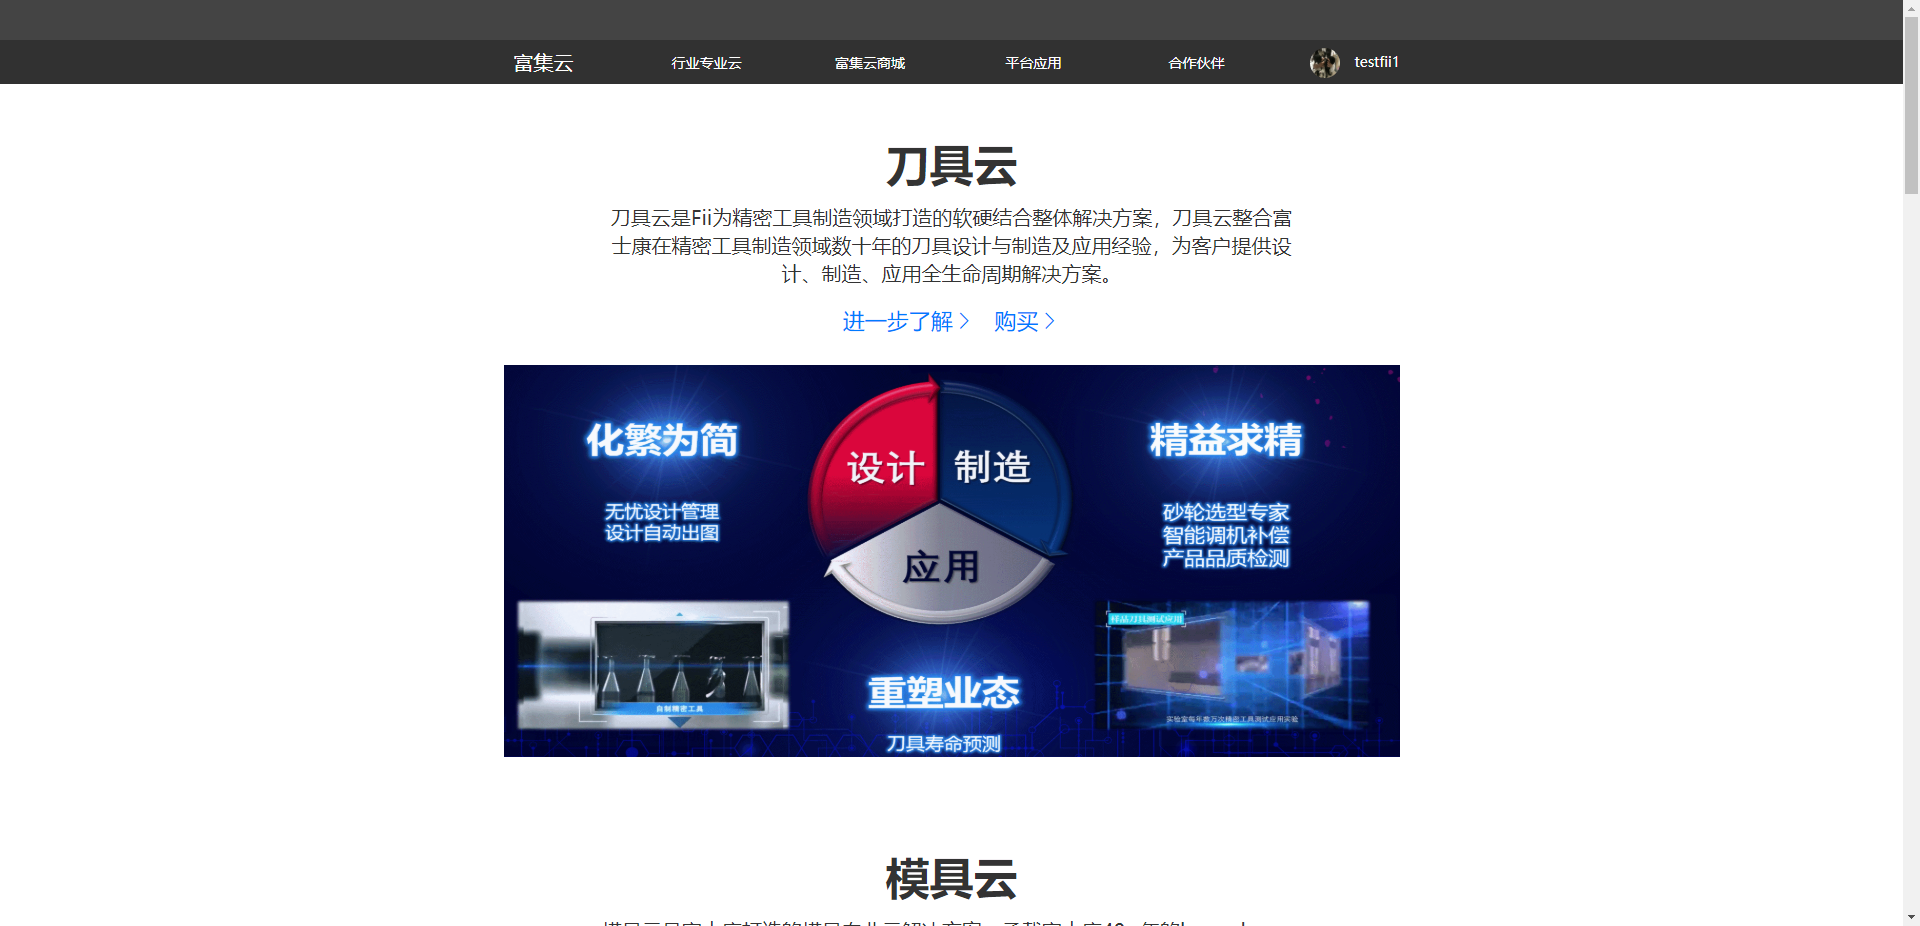 富集云
行业专业云
富集云商城
平台应用
合作伙伴
testfii1
刀具云
刀具云是Fii为精密工具制造领域打造的软硬结合整体解决方案，刀具云整合富
士康在精密工具制造领域数十年的刀具设计与制造及应用经验，为客户提供设
计、制造、应用全生命周期解决方案。
进一步了解
购买
化繁为简
无忧设计管理
设计自动出图
设计
制造
应用
精益求精
砂轮选型专家
智能调机补偿
产品品质检测
自制精密工具
样品刀具测试应用
实验室每年数万次精密工具测试应用实验
重塑业态
刀具寿命预测
模具云